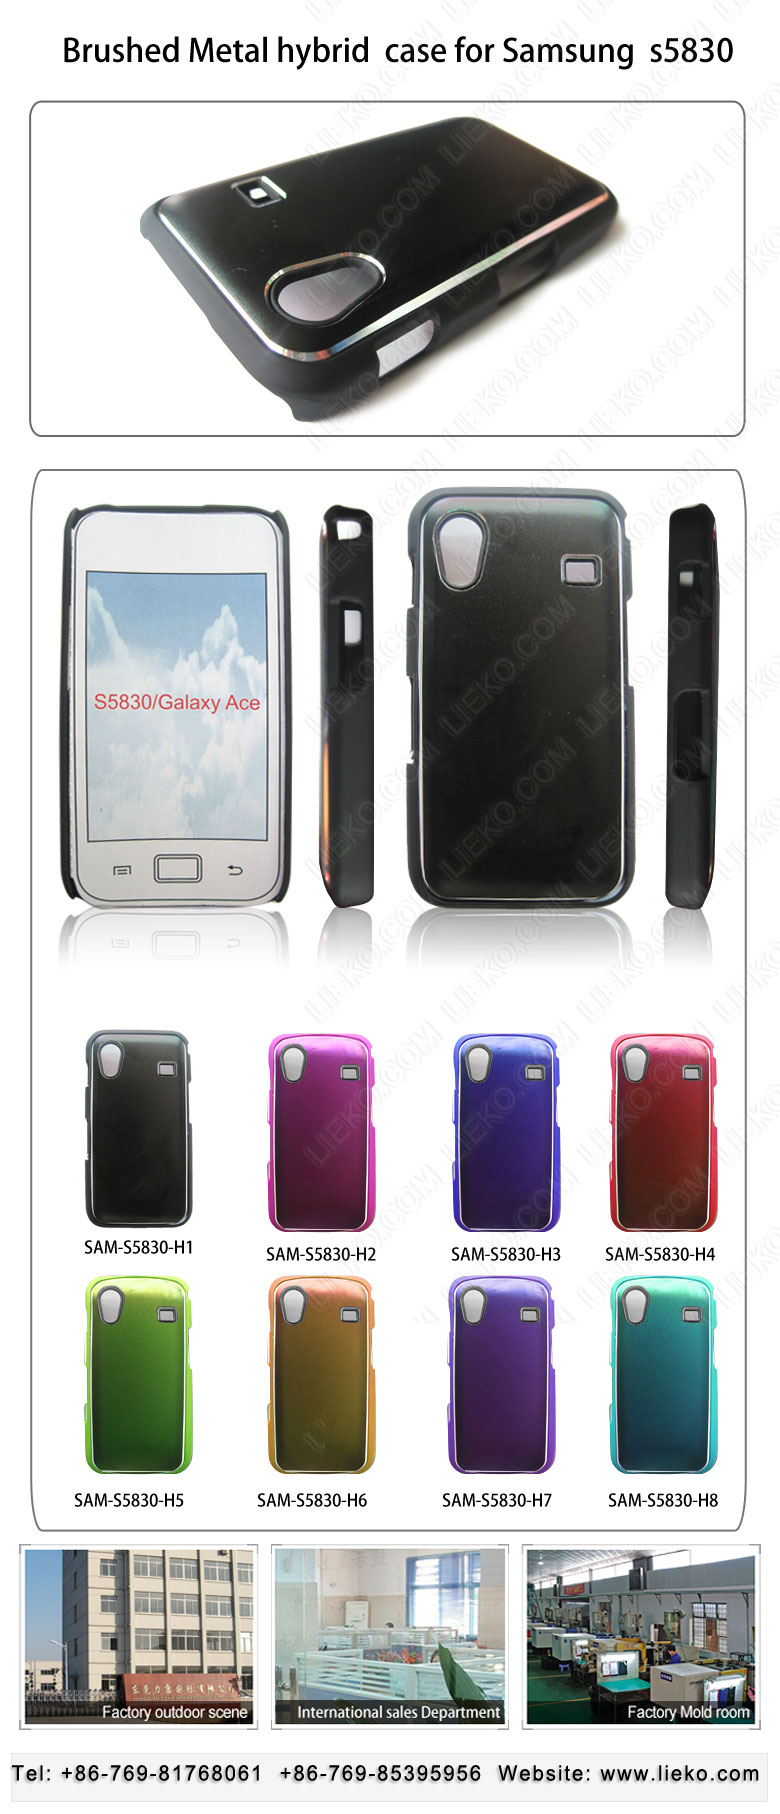 Brushed Metal hybrid case for Samsung s5830
S5830/Galaxy Ace
SAM-S5830-H1
SAM-S5830-H2
SAM-S5830-H3
SAM-S5830-H4
SAM-S5830-H5
SAM-S5830-H6
SAM-S5830-H7
SAM-S5830-H8
Factory outdoor scene
International sales Department
Factory Mold room
Tel: +86-769-81768061 +86-769-85395956 Website: www.lieko.com
LIEKO.COM